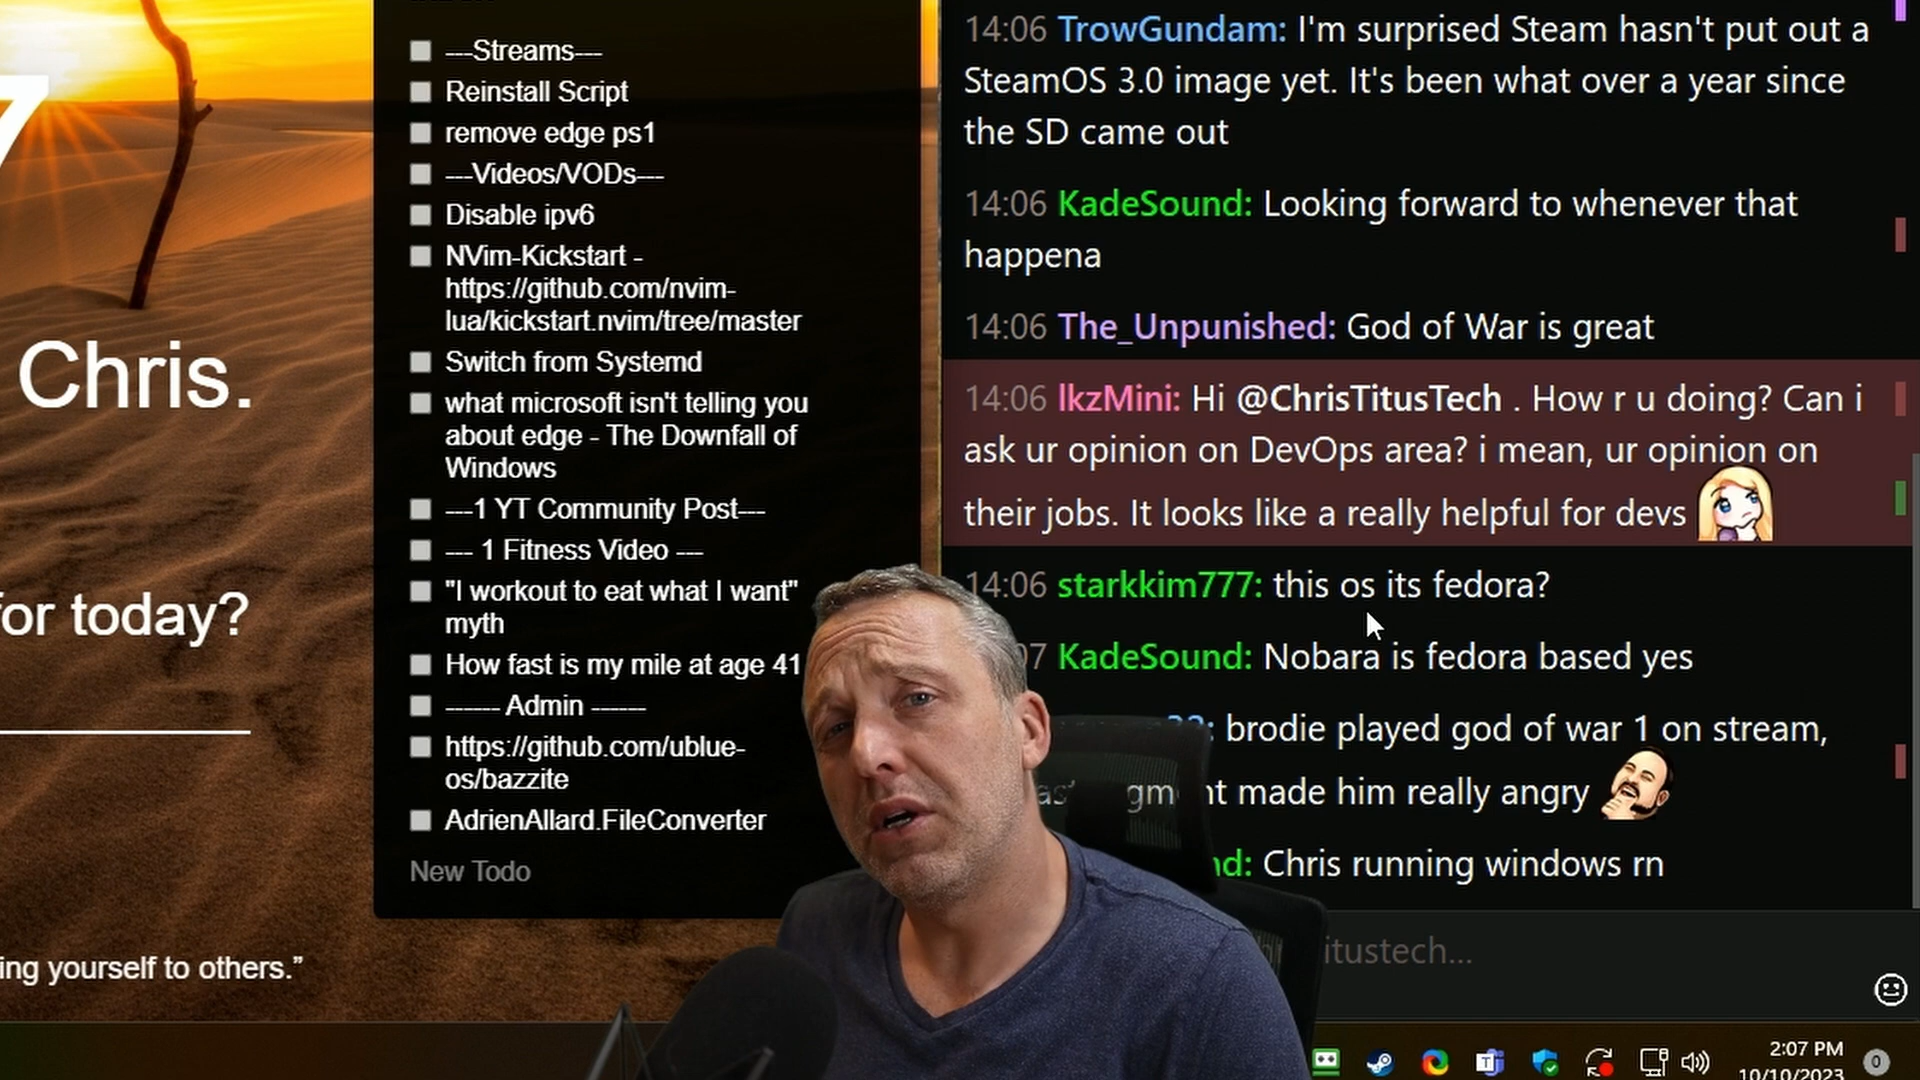 7
Chris.
for today?
ing yourself to others.”
---Streams---
Reinstall Script
remove edge ps1
---Videos/VODs---
Disable ipv6
NVim-Kickstart -
https://github.com/nvim-
lua/kickstart.nvim/tree/master
Switch from Systemd
what microsoft isn't telling you
about edge - The Downfall of
Windows
---1 YT Community Post---
--- 1 Fitness Video ---
"I workout to eat what I want"
myth
How fast is my mile at age 41
------ Admin ------
https://github.com/ublue-
os/bazzite
AdrienAllard.FileConverter
New Todo
14:06 TrowGundam: I'm surprised Steam hasn't put out a
SteamOS 3.0 image yet. It's been what over a year since
the SD came out
14:06 KadeSound: Looking forward to whenever that
happena
14:06 The_Unpunished: God of War is great
14:06 lkzMini: Hi @ChrisTitusTech . How r u doing? Can i
ask ur opinion on DevOps area? i mean, ur opinion on
their jobs. It looks like a really helpful for devs
14:06 starkkim777: this os its fedora?
07 KadeSound: Nobara is fedora based yes
: brodie played god of war 1 on stream,
made him really angry
nd: Chris running windows rn
itustech...
2:07 PM
10/10/2023
0